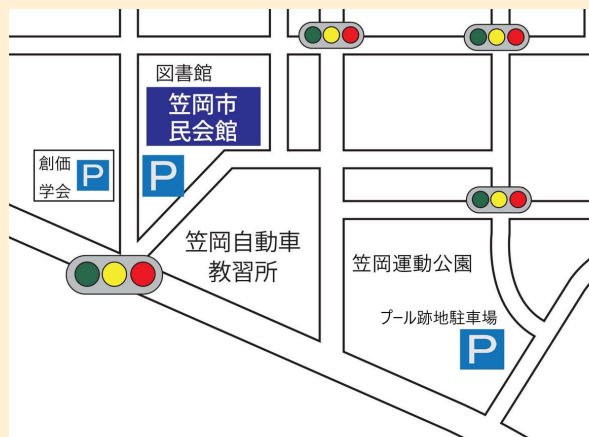 図書館
笠岡市
民会館
創価
学会
P
P
笠岡自動車
教習所
笠岡運動公園
プール跡地駐車場
P